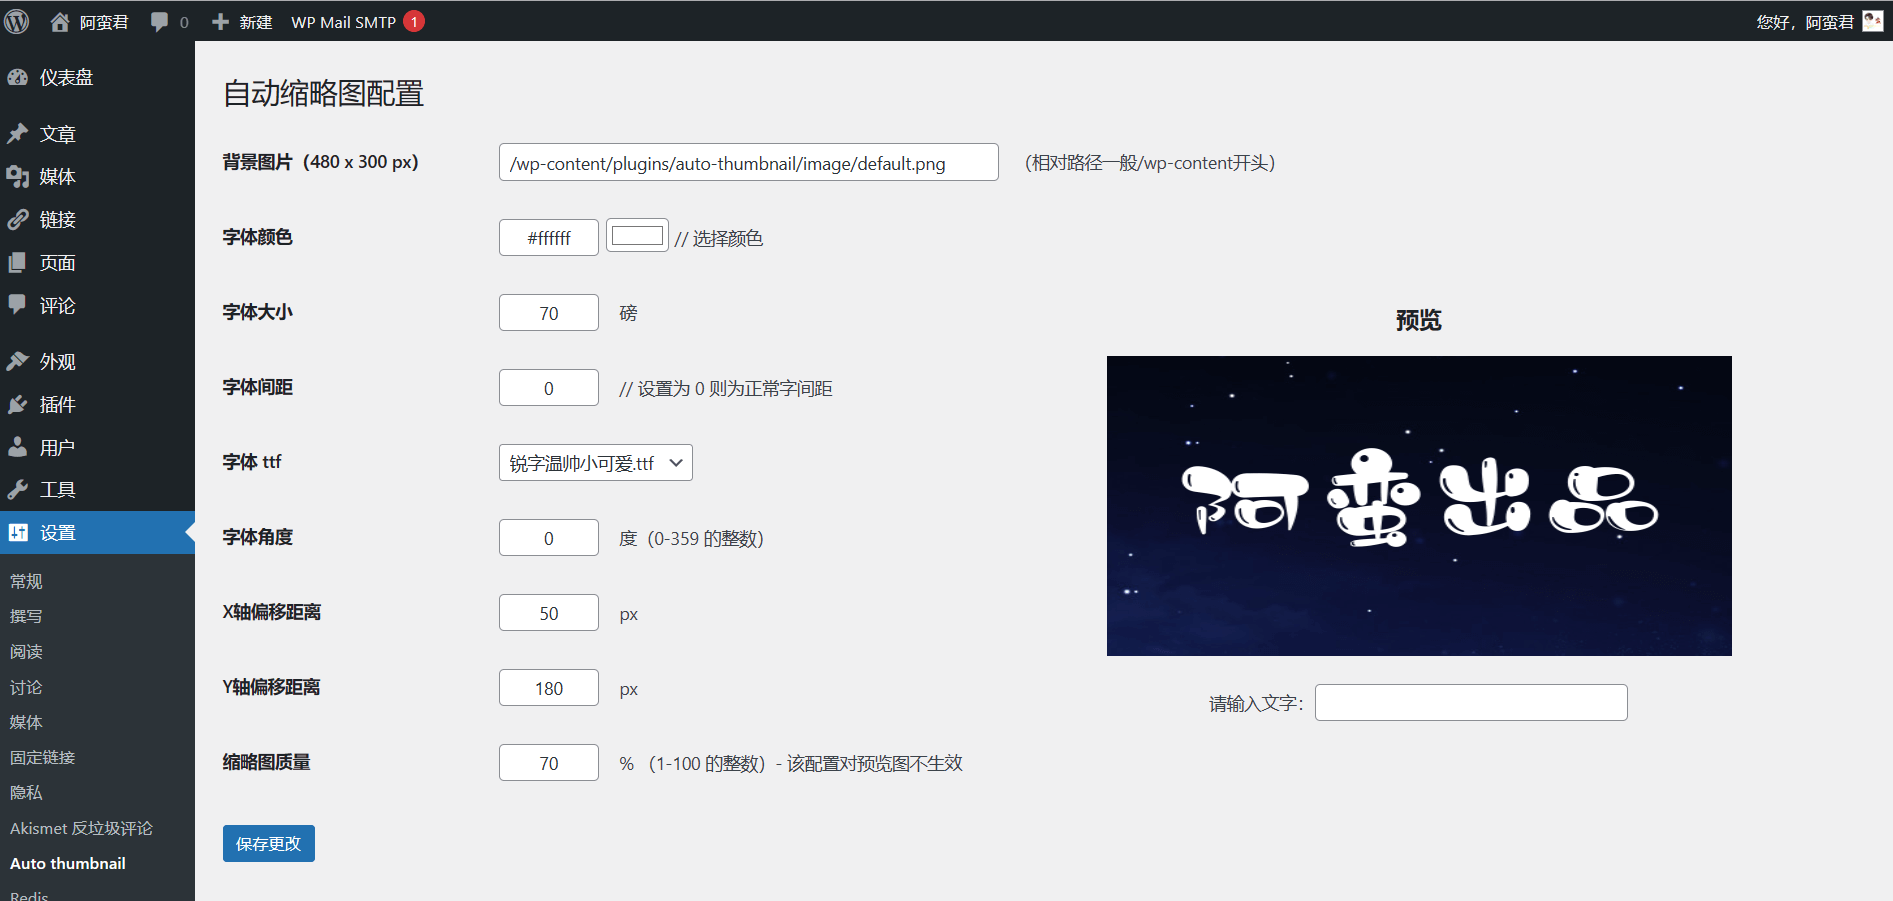 阿蛮君
0
新建
WP Mail SMTP 1
您好，阿蛮君
仪表盘
文章
媒体
链接
页面
评论
外观
插件
用户
工具
设置
常规
撰写
阅读
讨论
媒体
固定链接
隐私
Akismet 反垃圾评论
Auto thumbnail
Redis
自动缩略图配置
背景图片（480 x 300 px） /wp-content/plugins/auto-thumbnail/image/default.png （相对路径一般/wp-content开头）
字体颜色 #ffffff // 选择颜色
字体大小 70 磅
字体间距 0 // 设置为 0 则为正常字间距
字体 ttf 锐字温帅小可爱.ttf
字体角度 0 度（0-359 的整数）
X轴偏移距离 50 px
Y轴偏移距离 180 px
缩略图质量 70 % （1-100 的整数）- 该配置对预览图不生效
保存更改
预览
阿蛮出品
请输入文字：